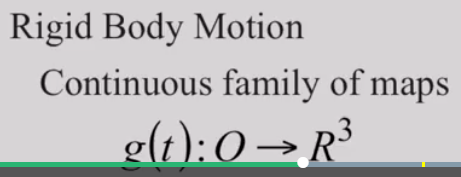 Rigid Body Motion
Continuous family of maps
g(t): O → R³